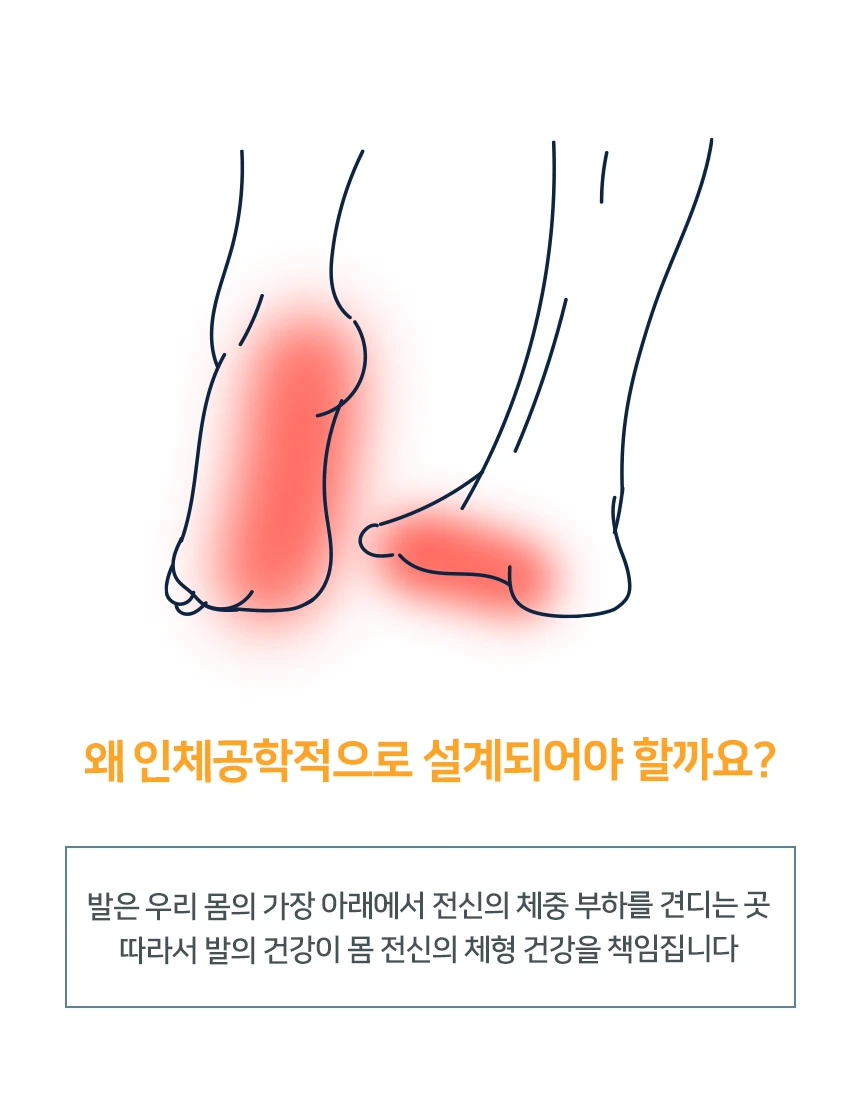 왜 인체공학적으로 설계되어야 할까요?
발은 우리 몸의 가장 아래에서 전신의 체중 부하를 견디는 곳
따라서 발의 건강이 몸 전신의 체형 건강을 책임집니다